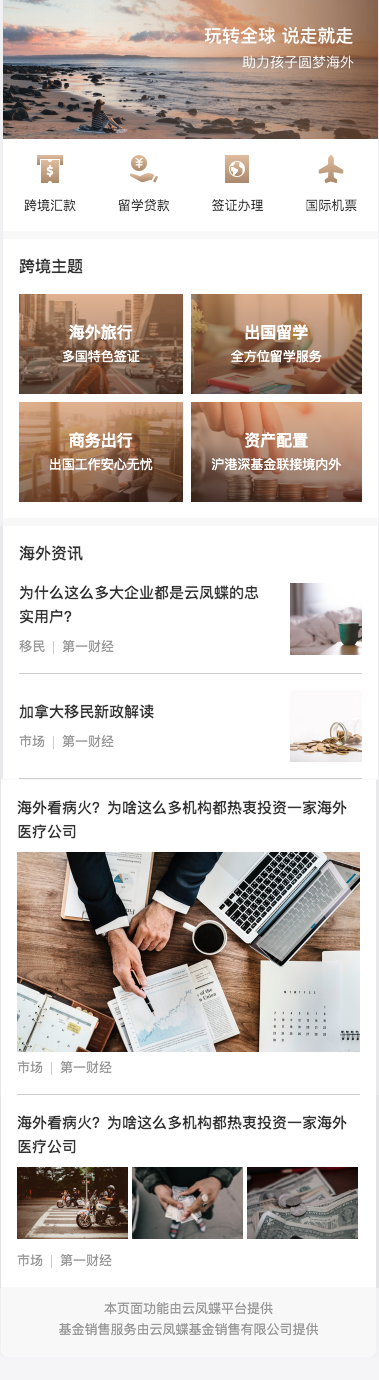 玩转全球 说走就走
助力孩子圆梦海外
跨境汇款 留学贷款 签证办理 国际机票
跨境主题
海外旅行 出国留学
多国特色签证 全方位留学服务
商务出行 资产配置
出国工作安心无忧 沪港深基金联接境内外
海外资讯
为什么这么多大企业都是云凤蝶的忠
实用户?
移民 | 第一财经
加拿大移民新政解读
市场 | 第一财经
海外看病火?为啥这么多机构都热衷投资一家海外
医疗公司
市场 | 第一财经
海外看病火?为啥这么多机构都热衷投资一家海外
医疗公司
市场 | 第一财经
本页面功能由云凤蝶平台提供
基金销售服务由云凤蝶基金销售有限公司提供